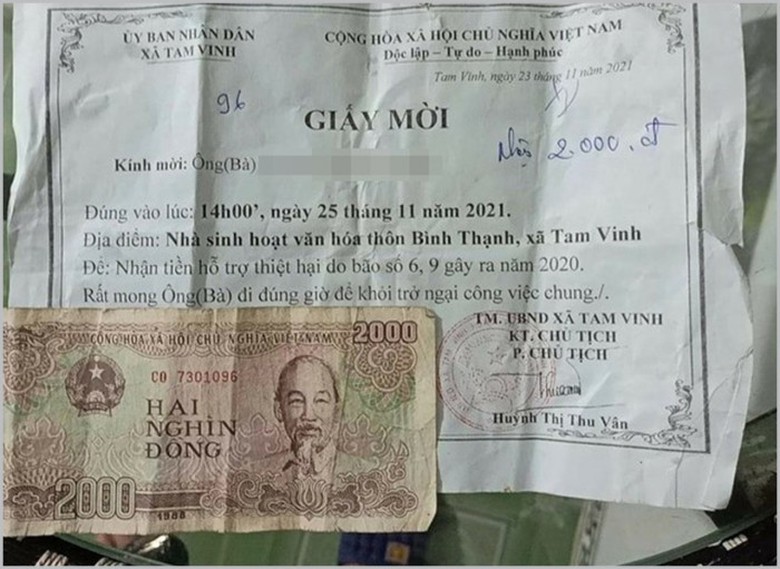 ỦY BAN NHÂN DÂN
XÃ TAM VINH
CỘNG HÒA XÃ HỘI CHỦ NGHĨA VIỆT NAM
Độc lập – Tự do – Hạnh phúc
Tam Vinh, ngày 23 tháng 11 năm 2021
96
GIẤY MỜI
2.000.đ
Kính mời: Ông(Bà)
Đúng vào lúc: 14h00’, ngày 25 tháng 11 năm 2021.
Địa điểm: Nhà sinh hoạt văn hóa thôn Bình Thạnh, xã Tam Vinh
Để: Nhận tiền hỗ trợ thiệt hại do bão số 6, 9 gây ra năm 2020.
Rất mong Ông(Bà) đi đúng giờ để khỏi trở ngại công việc chung./.
TM. UBND XÃ TAM VINH
KT. CHỦ TỊCH
P. CHỦ TỊCH
Huỳnh Thị Thu Vân
CỘNG HÒA XÃ HỘI CHỦ NGHĨA VIỆT NAM
2000
CO 7301096
HAI
NGHÌN
ĐỒNG
2000
1988